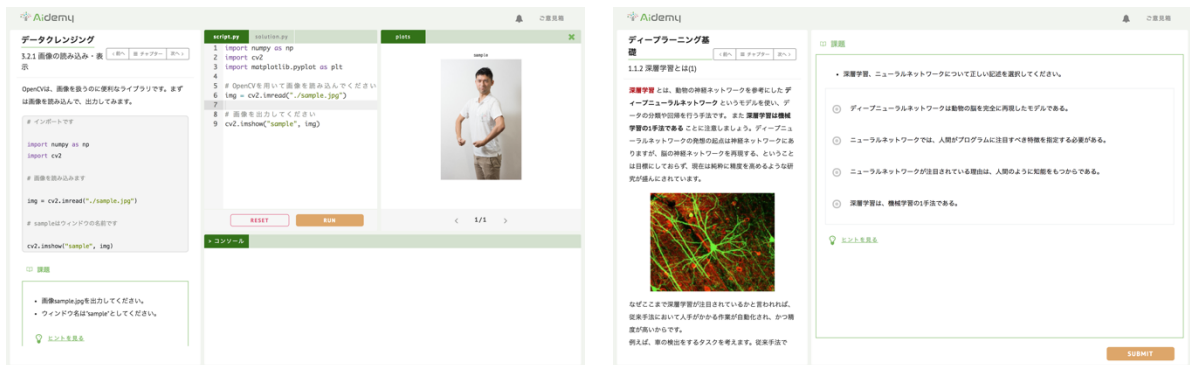 Aidemy
ご意見箱
データクレンジング
3.2.1 画像の読み込み・表
示
<前へ
チャプター
次へ>
OpenCVは、画像を扱うのに便利なライブラリです。まず
は画像を読み込んで、出力してみます。
# インポートです
import numpy as np
import cv2
# 画像を読み込みます
img = cv2.imread("./sample.jpg")
# sampleはウィンドウの名前です
cv2.imshow("sample", img)
課題
• 画像sample.jpgを出力してください。
• ウィンドウ名は"sample"としてください。
ヒントを見る
script.py
solution.py
1 import numpy as np
2 import cv2
3 import matplotlib.pyplot as plt
4
5 # OpenCVを用いて画像を読み込んでください
6 img = cv2.imread("./sample.jpg")
7
8 # 画像を出力してください
9 cv2.imshow("sample", img)
RESET
RUN
plots
sample
< 1/1 >
コンソール
Aidemy
ご意見箱
ディープラーニング基
礎
<前へ
チャプター
次へ>
1.1.2 深層学習とは(1)
深層学習 とは、動物の神経ネットワークを参考にした デ
ィープニューラルネットワーク というモデルを使い、デ
ータの分類や回帰を行う手法です。 また 深層学習は機械
学習の1手法である ことに注意しましょう。ディープニュ
ーラルネットワークの発想の起点は神経ネットワークにあ
りますが、脳の神経ネットワークを再現する、ということ
は目標にしておらず、現在は純粋に精度を高めるような研
究が盛んにされています。
なぜここまで深層学習が注目されているかと言われれば、
従来手法において人手がかかる作業が自動化され、かつ精
度が高いからです。
例えば、車の検出をするタスクを考えます。従来手法で
課題
• 深層学習、ニューラルネットワークについて正しい記述を選択してください。
ディープニューラルネットワークは動物の脳を完全に再現したモデルである。
ニューラルネットワークでは、人間がプログラムに注目すべき特徴を指定する必要がある。
ニューラルネットワークが注目されている理由は、人間のように知能をもつからである。
深層学習は、機械学習の1手法である。
ヒントを見る
SUBMIT